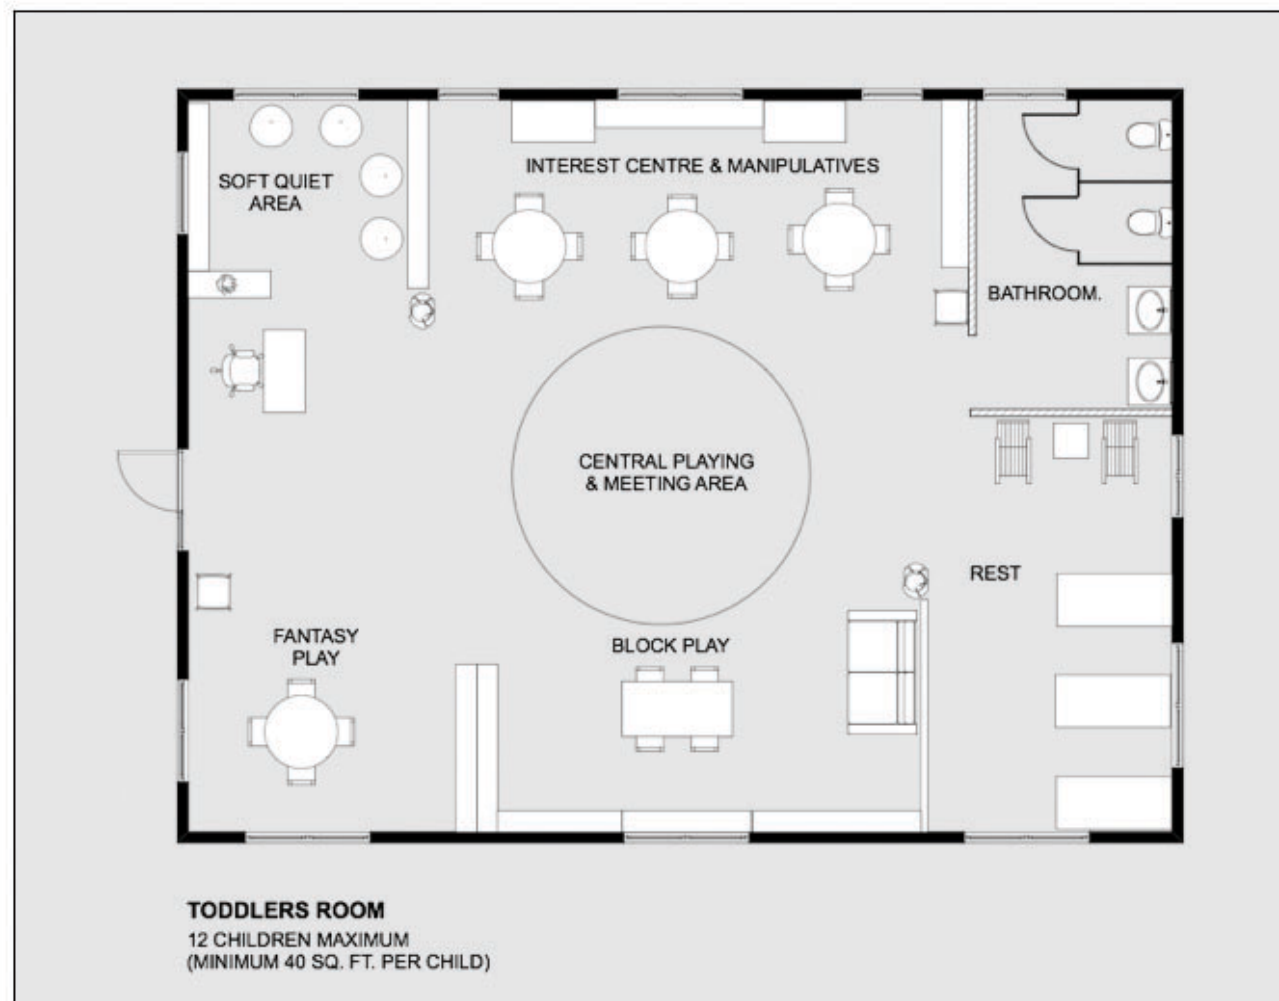 SOFT QUIET
AREA
INTEREST CENTRE & MANIPULATIVES
BATHROOM.
CENTRAL PLAYING
& MEETING AREA
REST
FANTASY
PLAY
BLOCK PLAY
TODDLERS ROOM
12 CHILDREN MAXIMUM
(MINIMUM 40 SQ. FT. PER CHILD)